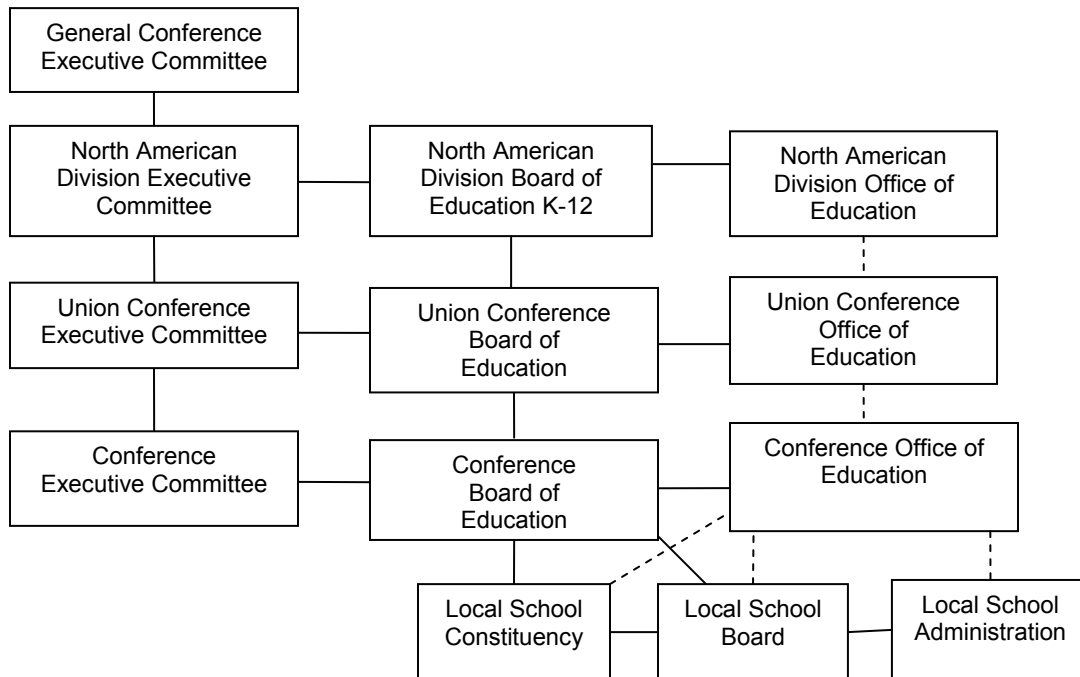 General Conference
Executive Committee
North American
Division Executive
Committee
North American
Division Board of
Education K-12
North American
Division Office of
Education
Union Conference
Executive Committee
Union Conference
Board of
Education
Union Conference
Office of
Education
Conference
Executive Committee
Conference
Board of
Education
Conference Office of
Education
Local School
Constituency
Local School
Board
Local School
Administration